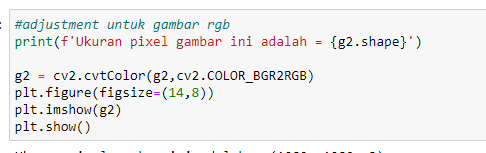 #adjustment untuk gambar rgb
print(f'Ukuran pixel gambar ini adalah = {g2.shape}')
g2 = cv2.cvtColor(g2,cv2.COLOR_BGR2RGB)
plt.figure(figsize=(14,8))
plt.imshow(g2)
plt.show()